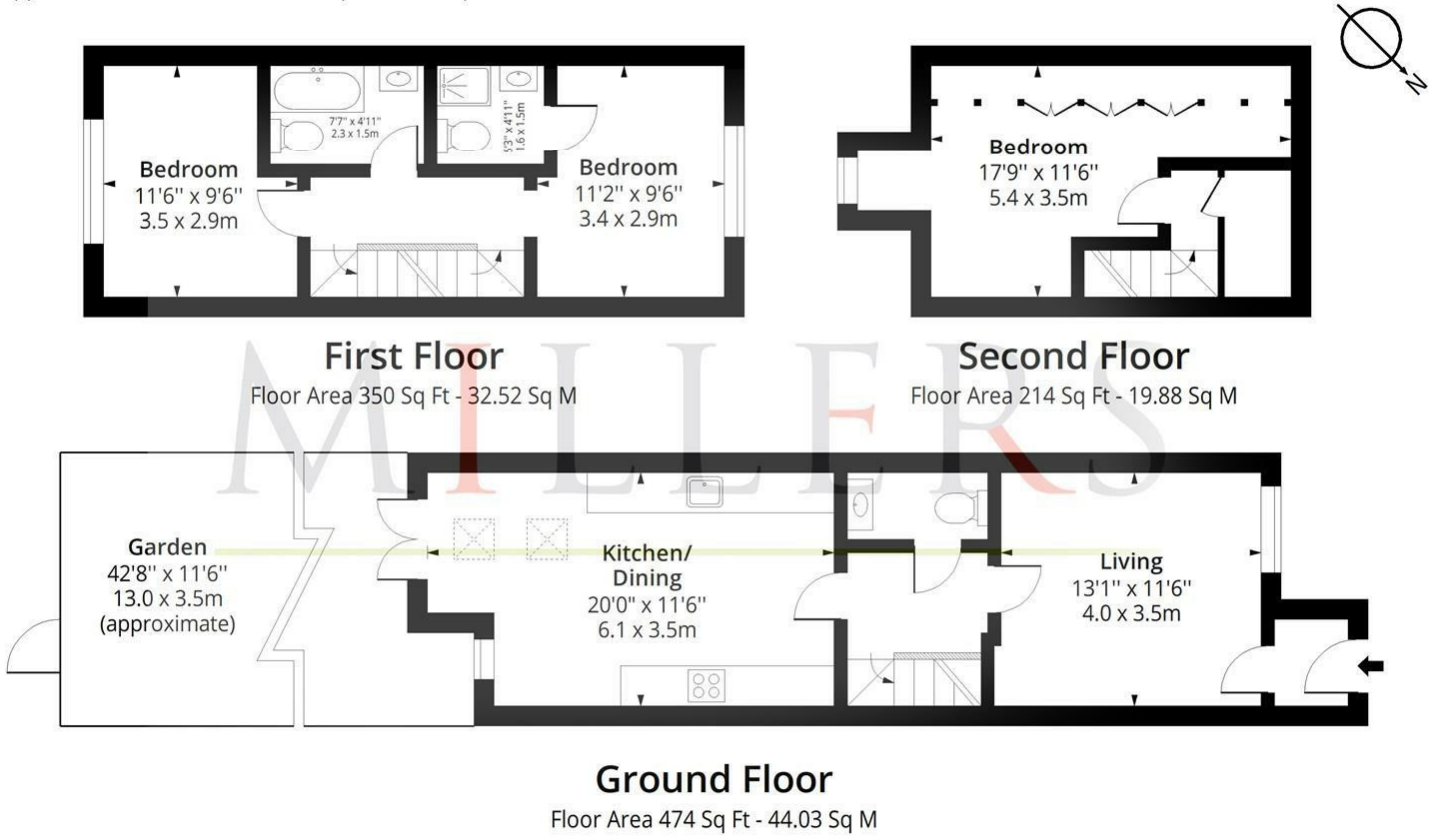 N
Bedroom
11'6" x 9'6"
3.5 x 2.9m
7'7" x 4'11"
2.3 x 1.5m
5'3" x 4'11"
1.6 x 1.5m
Bedroom
11'2" x 9'6"
3.4 x 2.9m
Bedroom
17'9" x 11'6"
5.4 x 3.5m
First Floor
Floor Area 350 Sq Ft - 32.52 Sq M
Second Floor
Floor Area 214 Sq Ft - 19.88 Sq M
MILLERS
Garden
42'8" x 11'6"
13.0 x 3.5m
(approximate)
Kitchen/
Dining
20'0" x 11'6"
6.1 x 3.5m
Living
13'1" x 11'6"
4.0 x 3.5m
Ground Floor
Floor Area 474 Sq Ft - 44.03 Sq M